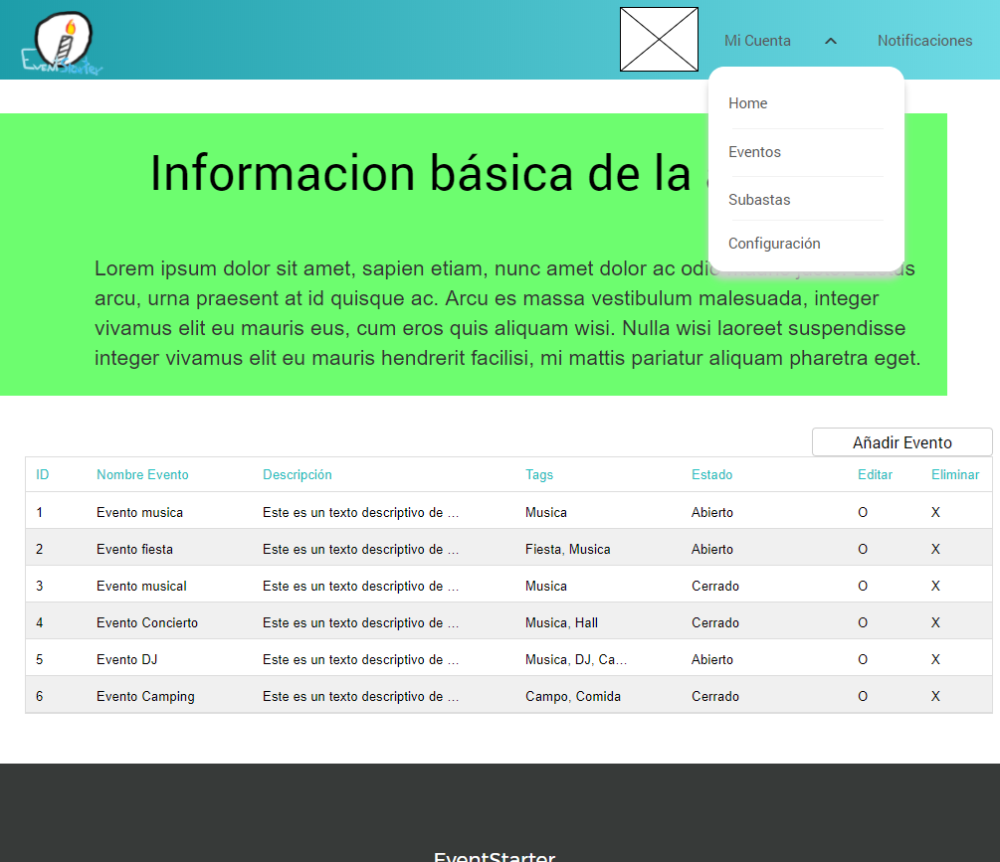 EventStarter
Mi Cuenta
Notificaciones
Home
Eventos
Subastas
Configuración
Informacion básica de la
Lorem ipsum dolor sit amet, sapien etiam, nunc amet dolor ac
arcu, urna praesent at id quisque ac. Arcu es massa vestibulum malesuada, integer
vivamus elit eu mauris eus, cum eros quis aliquam wisi. Nulla wisi laoreet suspendisse
integer vivamus elit eu mauris hendrerit facilisi, mi mattis pariatur aliquam pharetra eget.
Añadir Evento
ID Nombre Evento Descripción Tags Estado Editar Eliminar
1 Evento musica Este es un texto descriptivo de ... Musica Abierto O X
2 Evento fiesta Este es un texto descriptivo de ... Fiesta, Musica Abierto O X
3 Evento musical Este es un texto descriptivo de ... Musica Cerrado O X
4 Evento Concierto Este es un texto descriptivo de ... Musica, Hall Cerrado O X
5 Evento DJ Este es un texto descriptivo de ... Musica, DJ, Ca... Abierto O X
6 Evento Camping Este es un texto descriptivo de ... Campo, Comida Cerrado O X
EventStarter